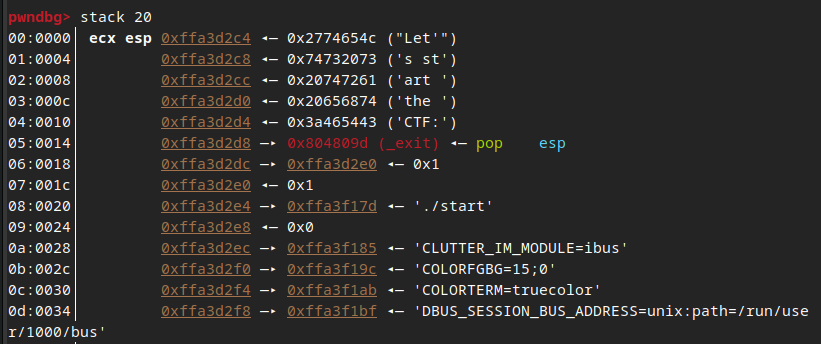 pwndbg> stack 20
00:0000│ ecx esp 0xffa3d2c4 ◂— 0x2774654c ("Let'")
01:0004│ 0xffa3d2c8 ◂— 0x74732073 ('s st')
02:0008│ 0xffa3d2cc ◂— 0x20747261 ('art ')
03:000c│ 0xffa3d2d0 ◂— 0x20656874 ('the ')
04:0010│ 0xffa3d2d4 ◂— 0x3a465443 ('CTF:')
05:0014│ 0xffa3d2d8 —▸ 0x804809d (_exit) ◂— pop esp
06:0018│ 0xffa3d2dc —▸ 0xffa3d2e0 ◂— 0x1
07:001c│ 0xffa3d2e0 ◂— 0x1
08:0020│ 0xffa3d2e4 —▸ 0xffa3f17d ◂— './start'
09:0024│ 0xffa3d2e8 ◂— 0x0
0a:0028│ 0xffa3d2ec —▸ 0xffa3f185 ◂— 'CLUTTER_IM_MODULE=ibus'
0b:002c│ 0xffa3d2f0 —▸ 0xffa3f19c ◂— 'COLORFGBG=15;0'
0c:0030│ 0xffa3d2f4 —▸ 0xffa3f1ab ◂— 'COLORTERM=truecolor'
0d:0034│ 0xffa3d2f8 —▸ 0xffa3f1bf ◂— 'DBUS_SESSION_BUS_ADDRESS=unix:path=/run/use
r/1000/bus'